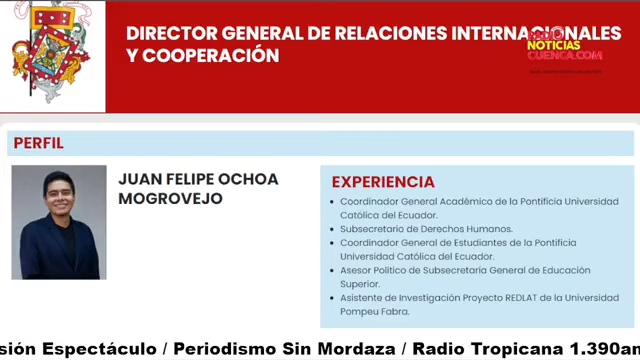 DIRECTOR GENERAL DE RELACIONES INTERNACIONALES
Y COOPERACIÓN
NOTICIAS
CUENCA.COM
PERFIL
JUAN FELIPE OCHOA
MOGROVEJO
EXPERIENCIA
• Coordinador General Académico de la Pontificia Universidad
Católica del Ecuador.
• Subsecretario de Derechos Humanos.
• Coordinador General de Estudiantes de la Pontificia
Universidad Católica del Ecuador.
• Asesor Político de Subsecretaría General de Educación
Superior.
• Asistente de Investigación Proyecto REDLAT de la Universidad
Pompeu Fabra.
sión Espectáculo / Periodismo Sin Mordaza / Radio Tropicana 1.390am